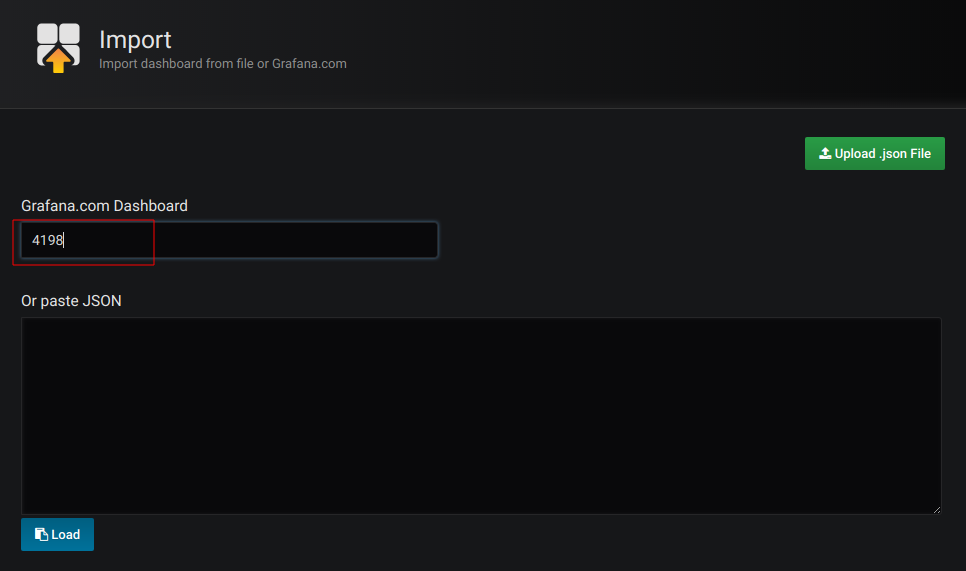 Import
Import dashboard from file or Grafana.com
Upload .json File
Grafana.com Dashboard
4198
Or paste JSON
Load